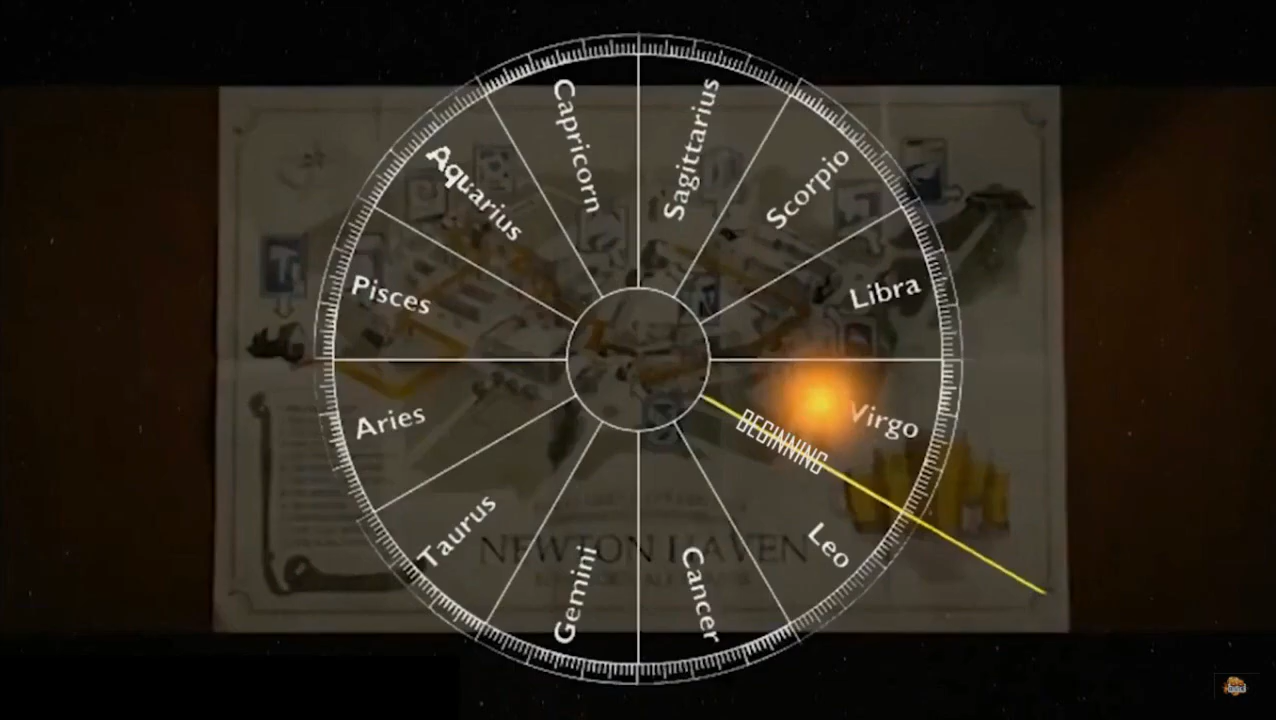 Capricorn
Sagittarius
Aquarius
Scorpio
Pisces
Libra
Aries
Virgo
BEGINNING
Taurus
Leo
NEWTON HAVEN
Gemini
Cancer